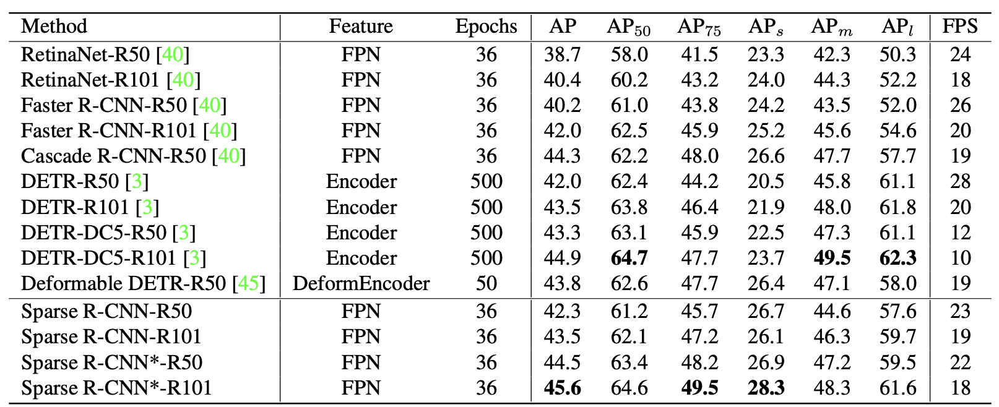 Method Feature Epochs AP AP50 AP75 APs APm APl FPS
RetinaNet-R50 [40] FPN 36 38.7 58.0 41.5 23.3 42.3 50.3 24
RetinaNet-R101 [40] FPN 36 40.4 60.2 43.2 24.0 44.3 52.2 18
Faster R-CNN-R50 [40] FPN 36 40.2 61.0 43.8 24.2 43.5 52.0 26
Faster R-CNN-R101 [40] FPN 36 42.0 62.5 45.9 25.2 45.6 54.6 20
Cascade R-CNN-R50 [40] FPN 36 44.3 62.2 48.0 26.6 47.7 57.7 19
DETR-R50 [3] Encoder 500 42.0 62.4 44.2 20.5 45.8 61.1 28
DETR-R101 [3] Encoder 500 43.5 63.8 46.4 21.9 48.0 61.8 20
DETR-DC5-R50 [3] Encoder 500 43.3 63.1 45.9 22.5 47.3 61.1 12
DETR-DC5-R101 [3] Encoder 500 44.9 64.7 47.7 23.7 49.5 62.3 10
Deformable DETR-R50 [45] DeformEncoder 50 43.8 62.6 47.7 26.4 47.1 58.0 19
Sparse R-CNN-R50 FPN 36 42.3 61.2 45.7 26.7 44.6 57.6 23
Sparse R-CNN-R101 FPN 36 43.5 62.1 47.2 26.1 46.3 59.7 19
Sparse R-CNN*-R50 FPN 36 44.5 63.4 48.2 26.9 47.2 59.5 22
Sparse R-CNN*-R101 FPN 36 45.6 64.6 49.5 28.3 48.3 61.6 18